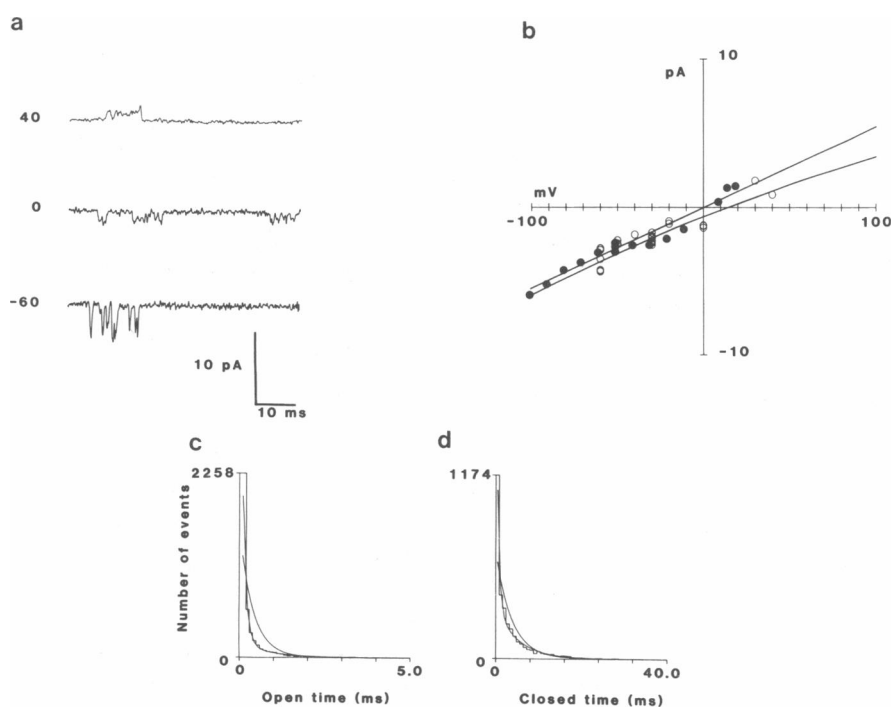 a
40
0
-60
10 pA
10 ms
b
10
pA
mV
-100
100
-10
c
2258
Number of events
0
0
5.0
Open time (ms)
d
1174
0
0
40.0
Closed time (ms)